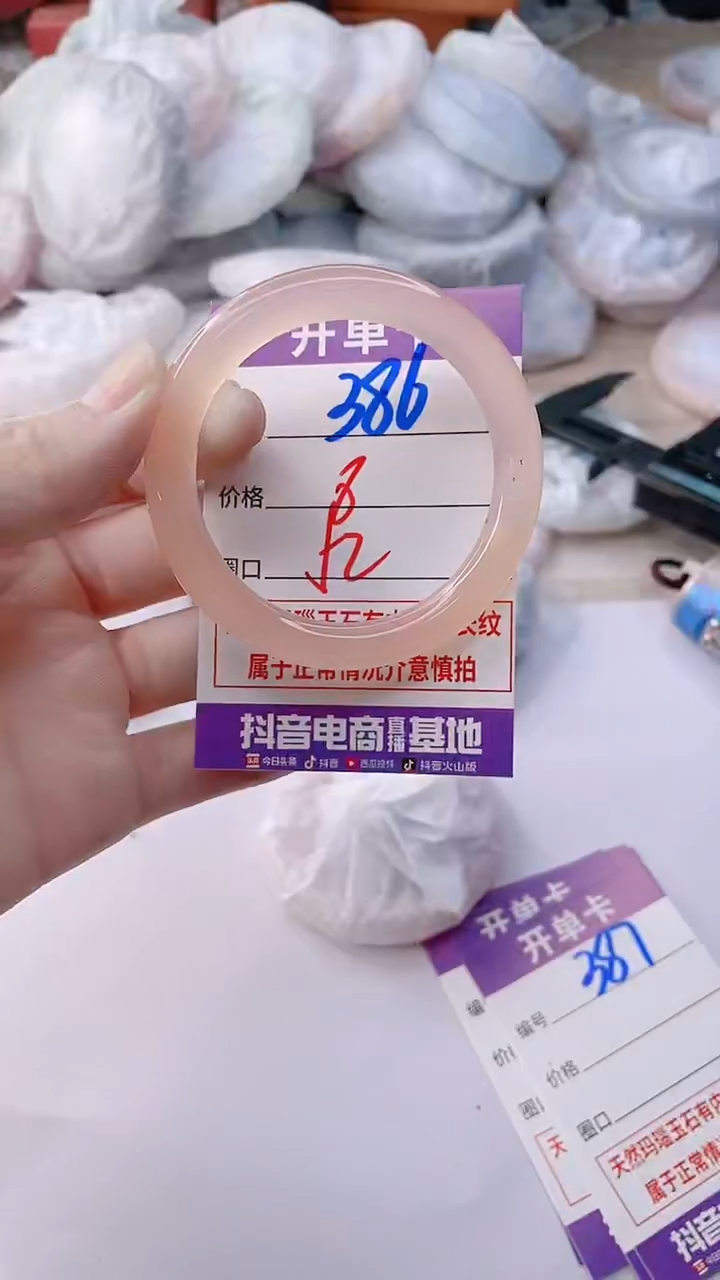 开单卡
386
价格
圈口
属于正常情况介意慎拍
抖音电商直播基地
今日头条 抖音 西瓜视频 抖音火山版
开单卡
开单卡
387
编号
价格
圈口
天然玛瑙玉石有内
属于正常情
抖音